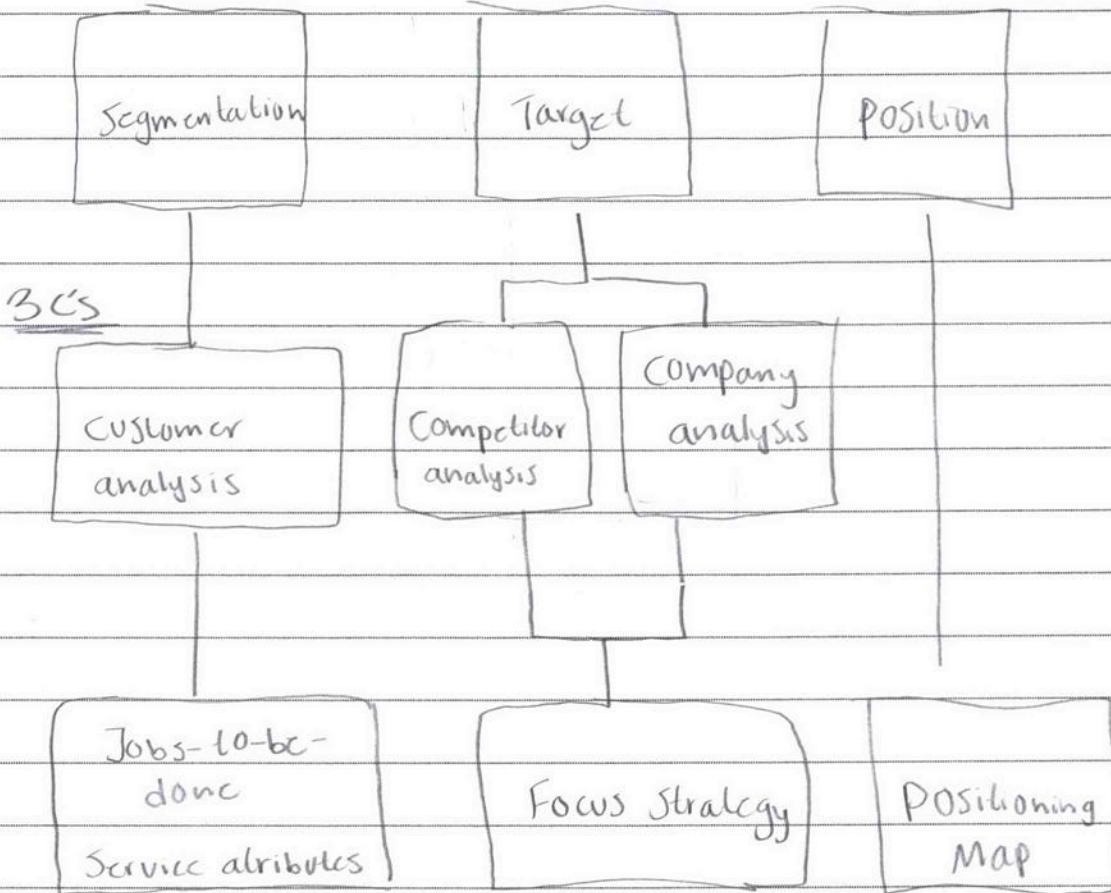 Segmentation
Target
Position
3 C's
Customer
analysis
Competitor
analysis
Company
analysis
Jobs-to-be-
done
Service atributes
Focus Strategy
Positioning
Map